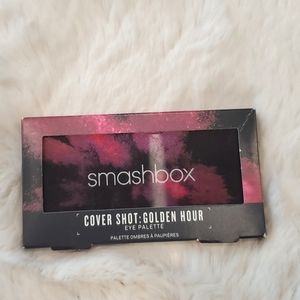 smashbox
COVER SHOT: GOLDEN HOUR
EYE PALETTE
PALETTE OMBRES À PAUPIÈRES